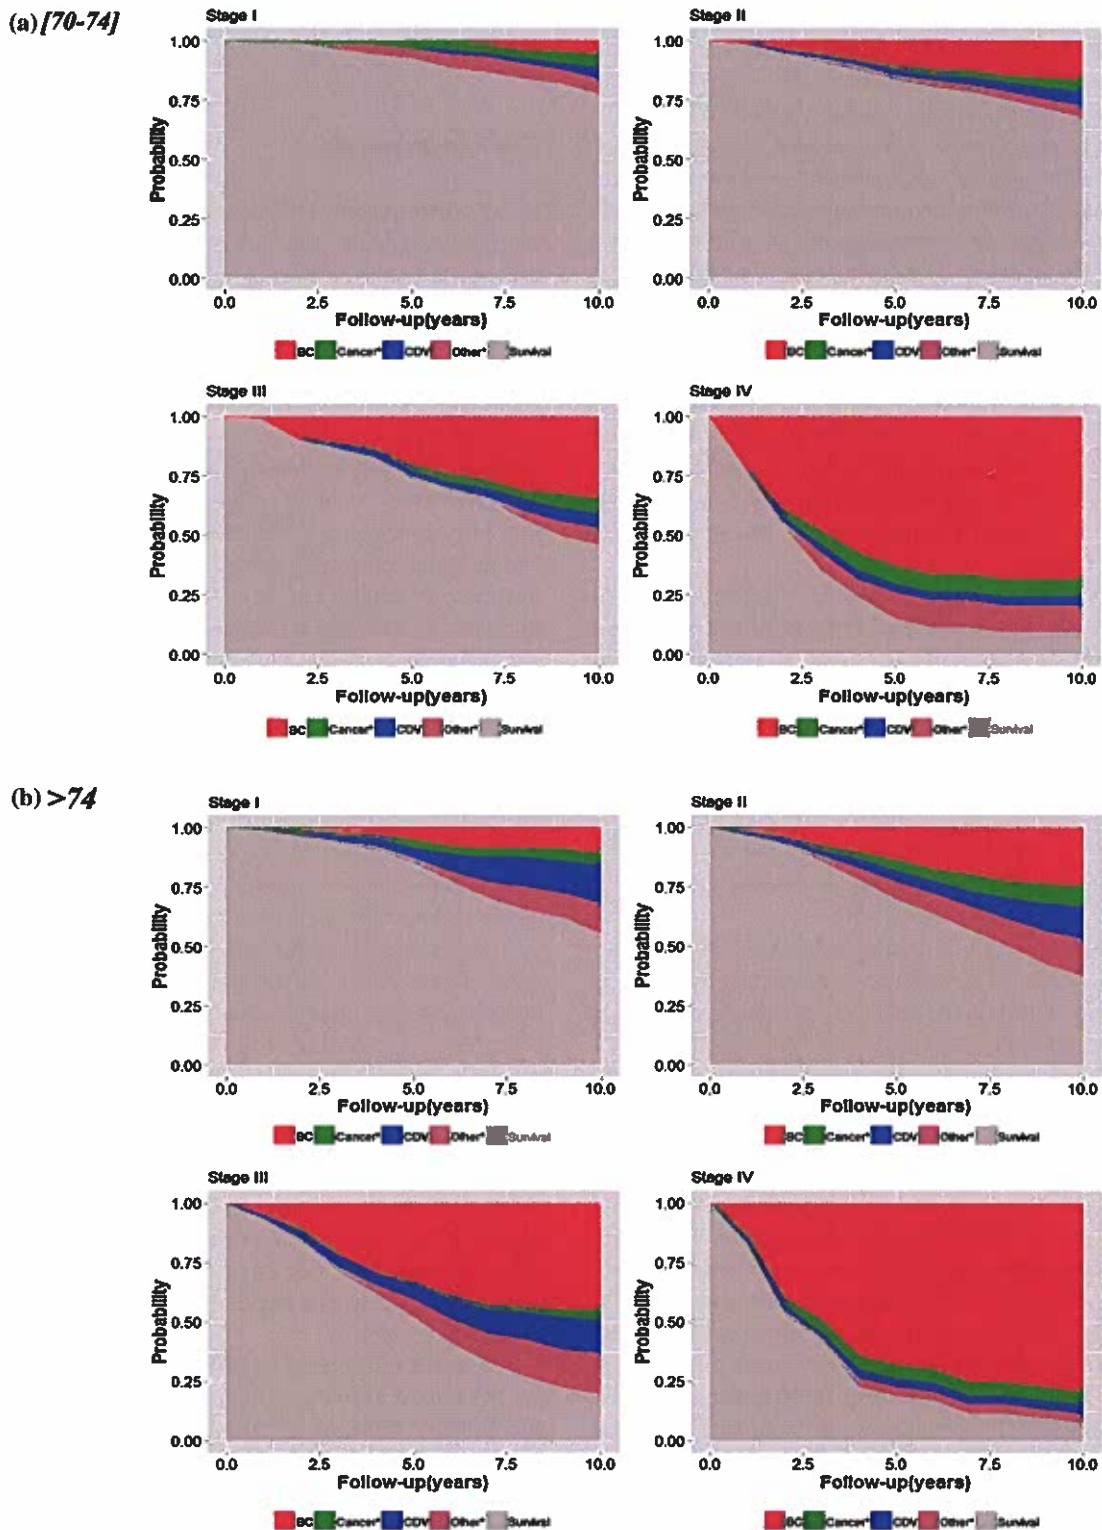 (a) [70-74]
Stage I
Probability
1.00
0.75
0.50
0.25
0.00
0.0 2.5 5.0 7.5 10.0
Follow-up(years)
BC Cancer* CDV Other* Survival
Stage II
Probability
1.00
0.75
0.50
0.25
0.00
0.0 2.5 5.0 7.5 10.0
Follow-up(years)
BC Cancer* CDV Other* Survival
Stage III
Probability
1.00
0.75
0.50
0.25
0.00
0.0 2.5 5.0 7.5 10.0
Follow-up(years)
BC Cancer* CDV Other* Survival
Stage IV
Probability
1.00
0.75
0.50
0.25
0.00
0.0 2.5 5.0 7.5 10.0
Follow-up(years)
BC Cancer* CDV Other* Survival
(b) >74
Stage I
Probability
1.00
0.75
0.50
0.25
0.00
0.0 2.5 5.0 7.5 10.0
Follow-up(years)
BC Cancer* CDV Other* Survival
Stage II
Probability
1.00
0.75
0.50
0.25
0.00
0.0 2.5 5.0 7.5 10.0
Follow-up(years)
BC Cancer* CDV Other* Survival
Stage III
Probability
1.00
0.75
0.50
0.25
0.00
0.0 2.5 5.0 7.5 10.0
Follow-up(years)
BC Cancer* CDV Other* Survival
Stage IV
Probability
1.00
0.75
0.50
0.25
0.00
0.0 2.5 5.0 7.5 10.0
Follow-up(years)
BC Cancer* CDV Other* Survival